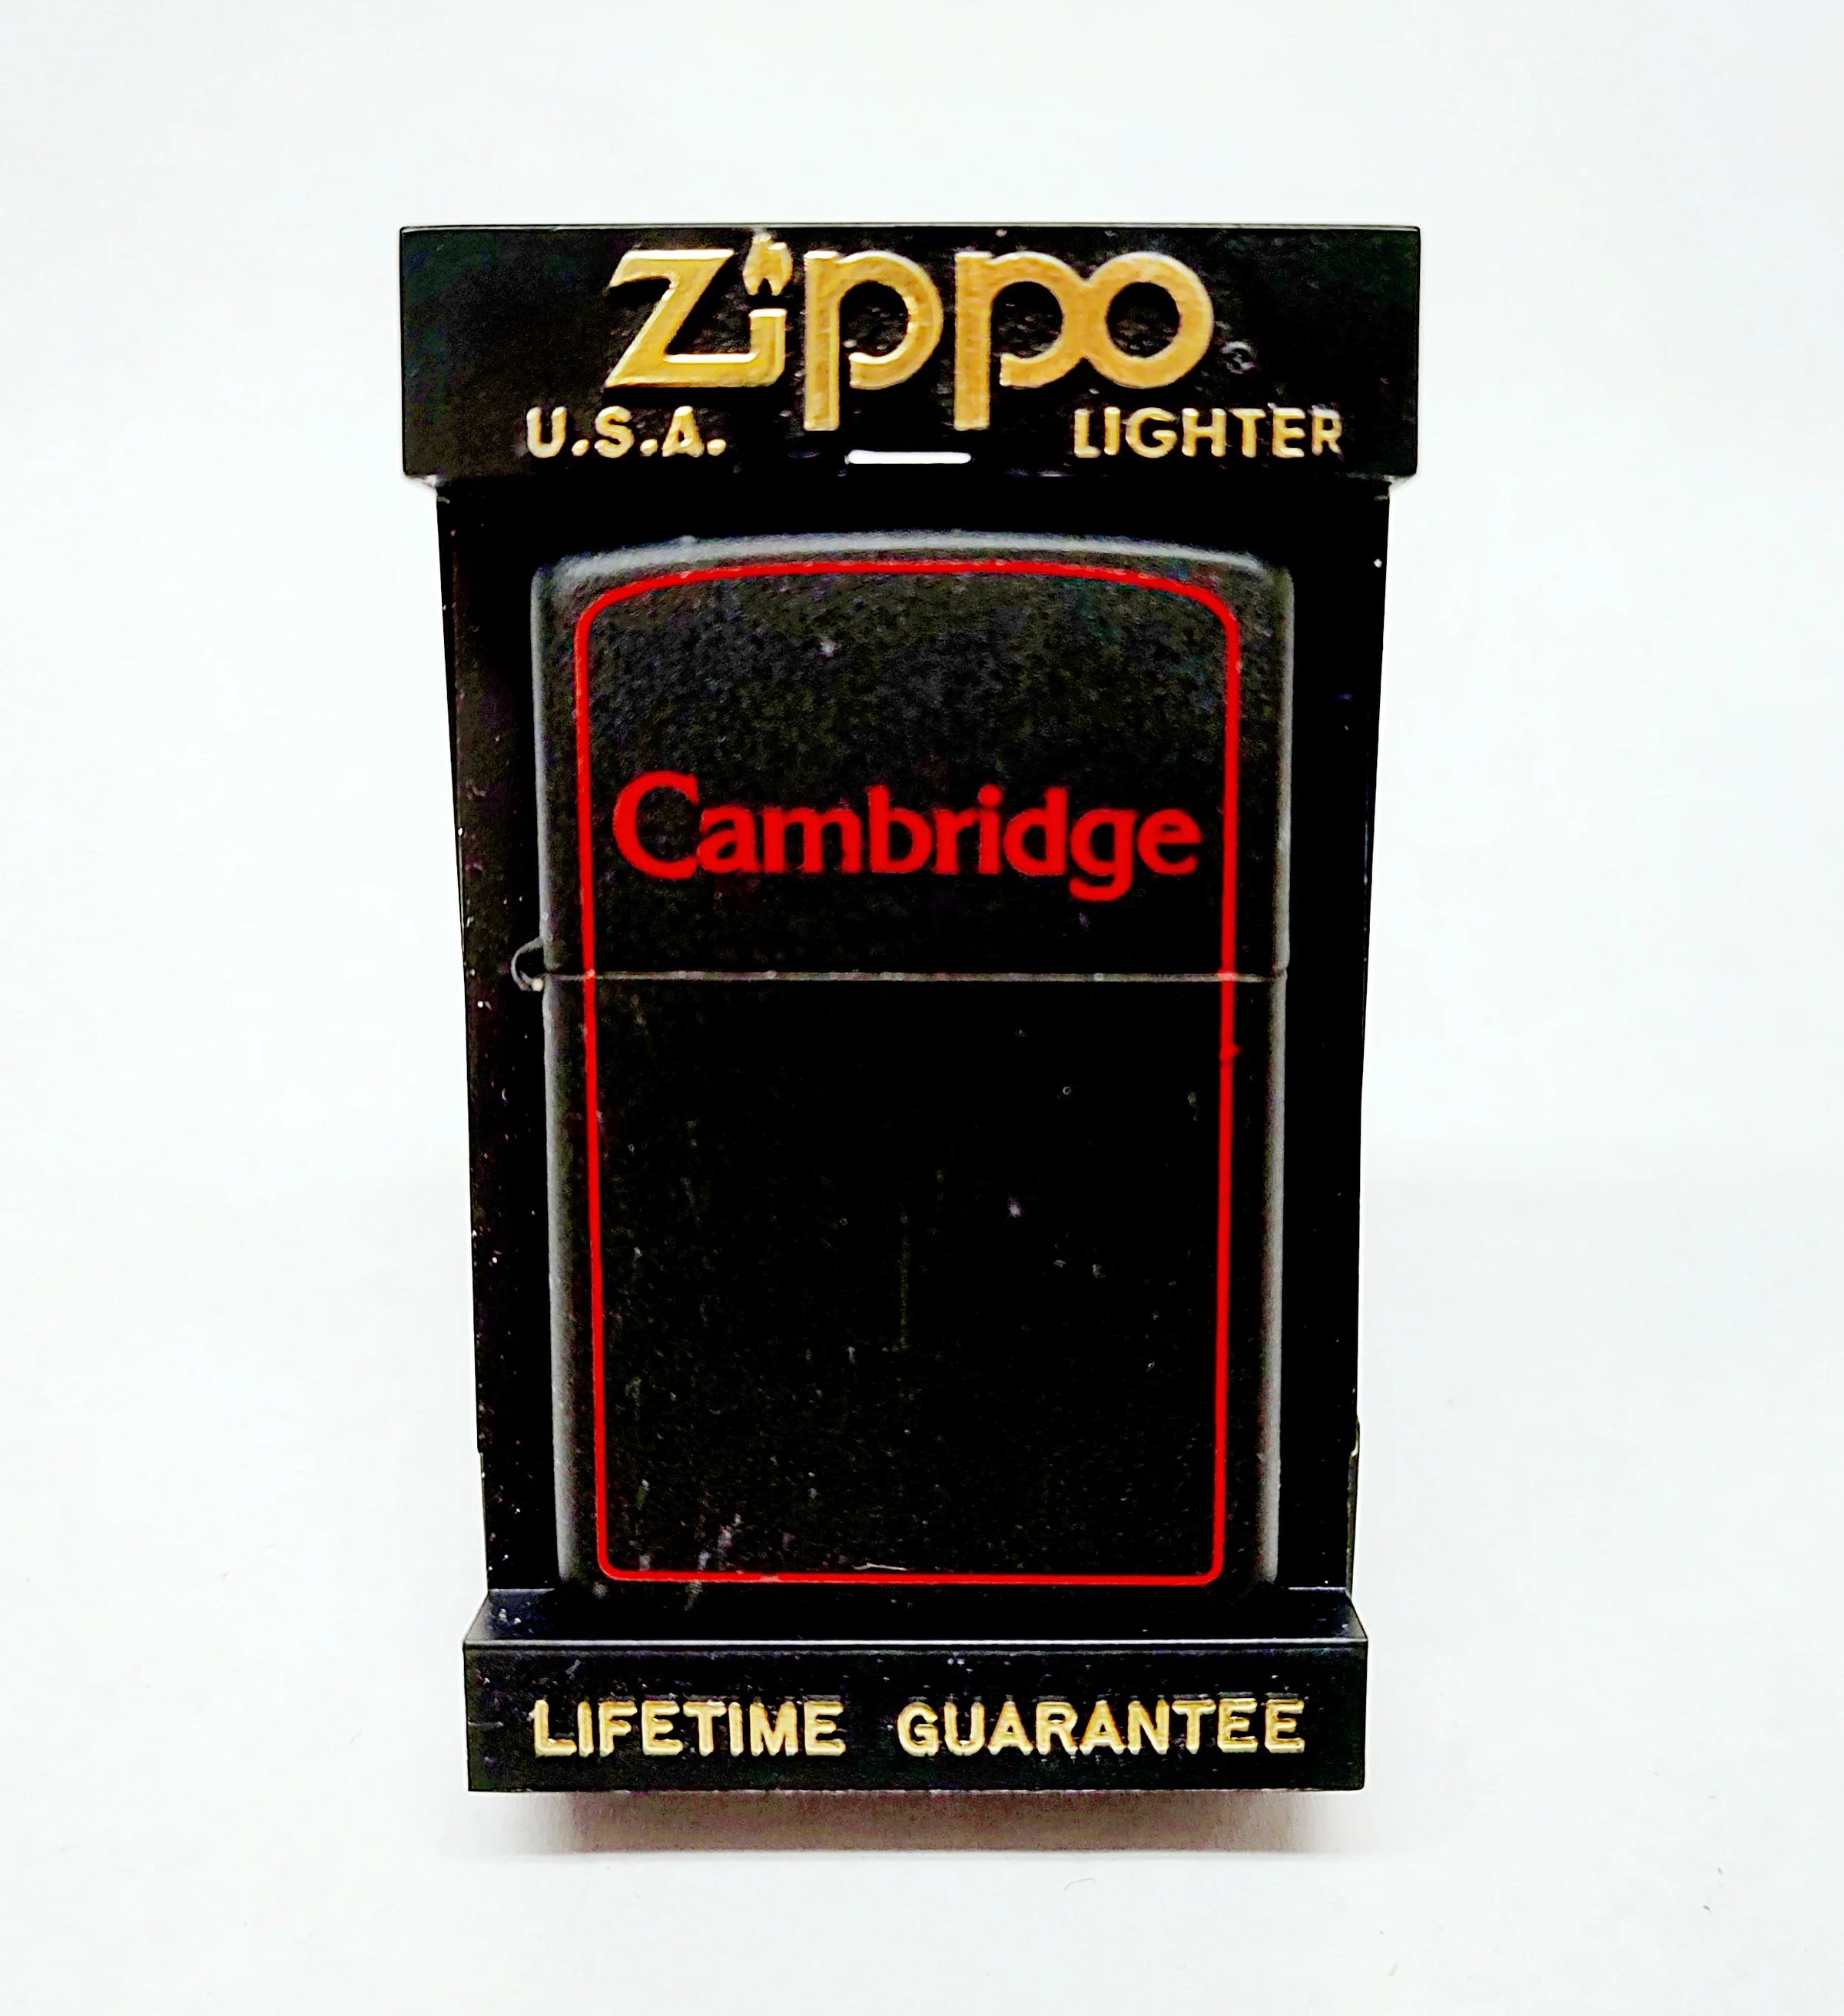 Zippo®
U.S.A. LIGHTER
Cambridge
LIFETIME GUARANTEE